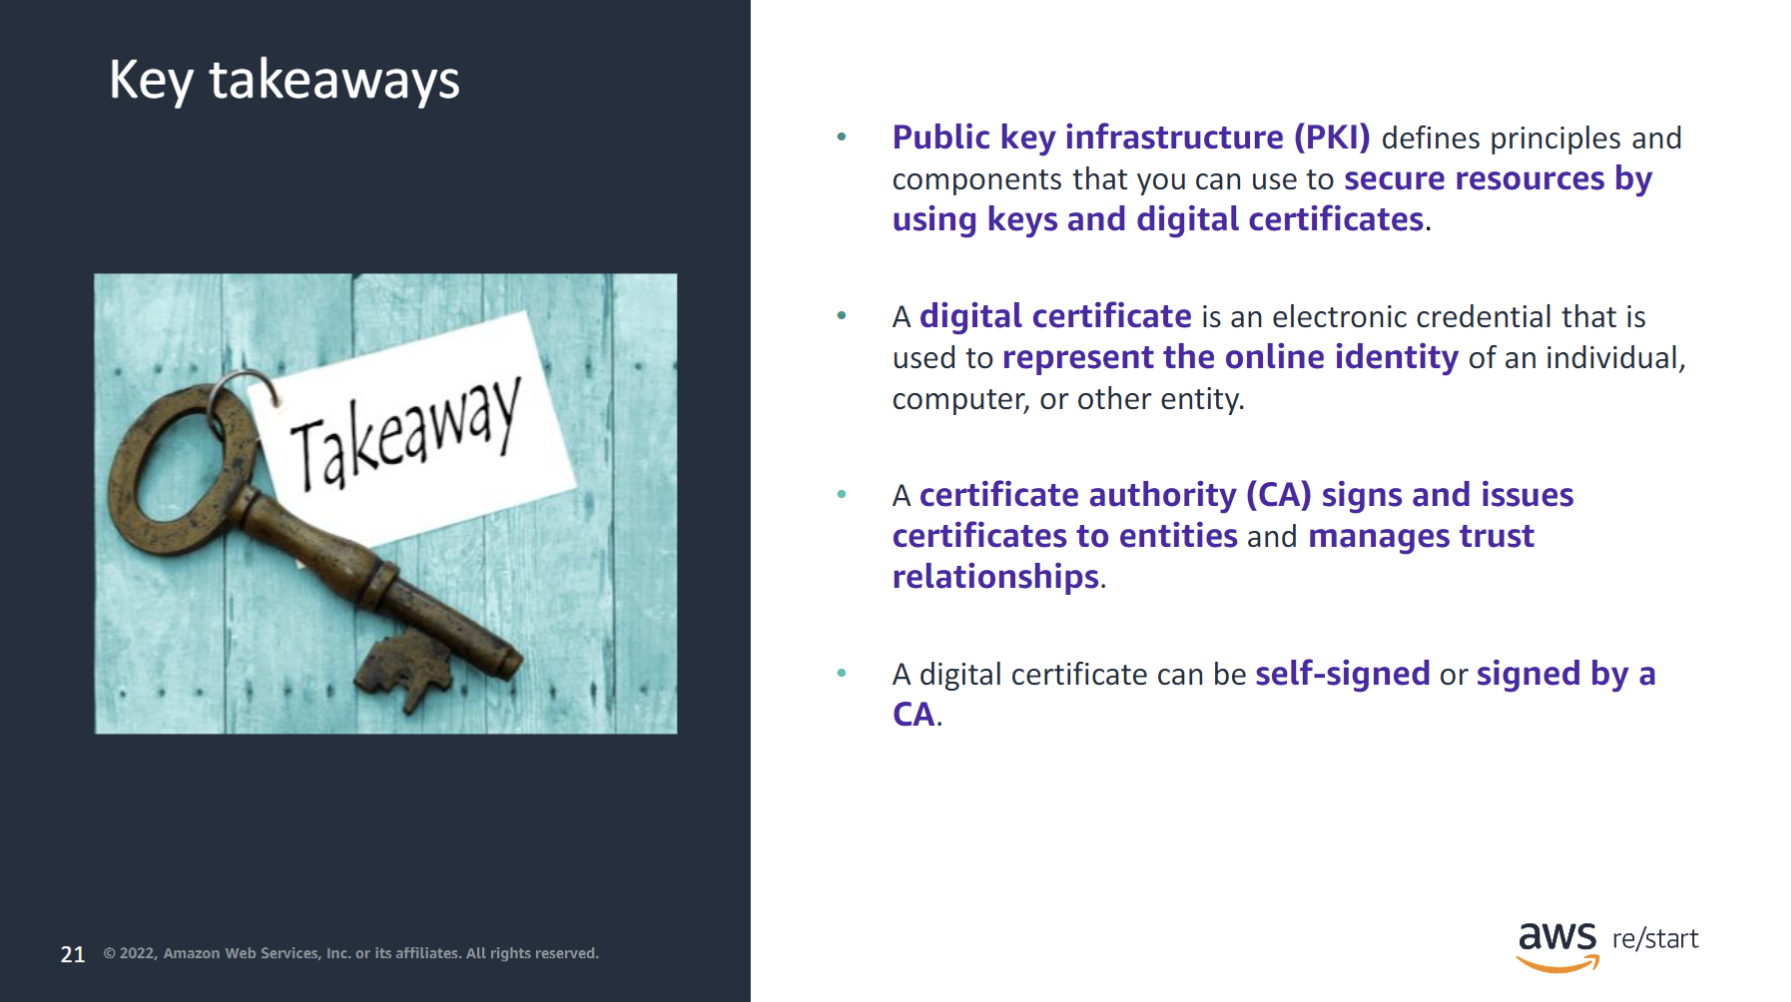 Key takeaways
Takeaway
• Public key infrastructure (PKI) defines principles and
components that you can use to secure resources by
using keys and digital certificates.
• A digital certificate is an electronic credential that is
used to represent the online identity of an individual,
computer, or other entity.
• A certificate authority (CA) signs and issues
certificates to entities and manages trust
relationships.
• A digital certificate can be self-signed or signed by a
CA.
21 © 2022, Amazon Web Services, Inc. or its affiliates. All rights reserved.
aws re/start